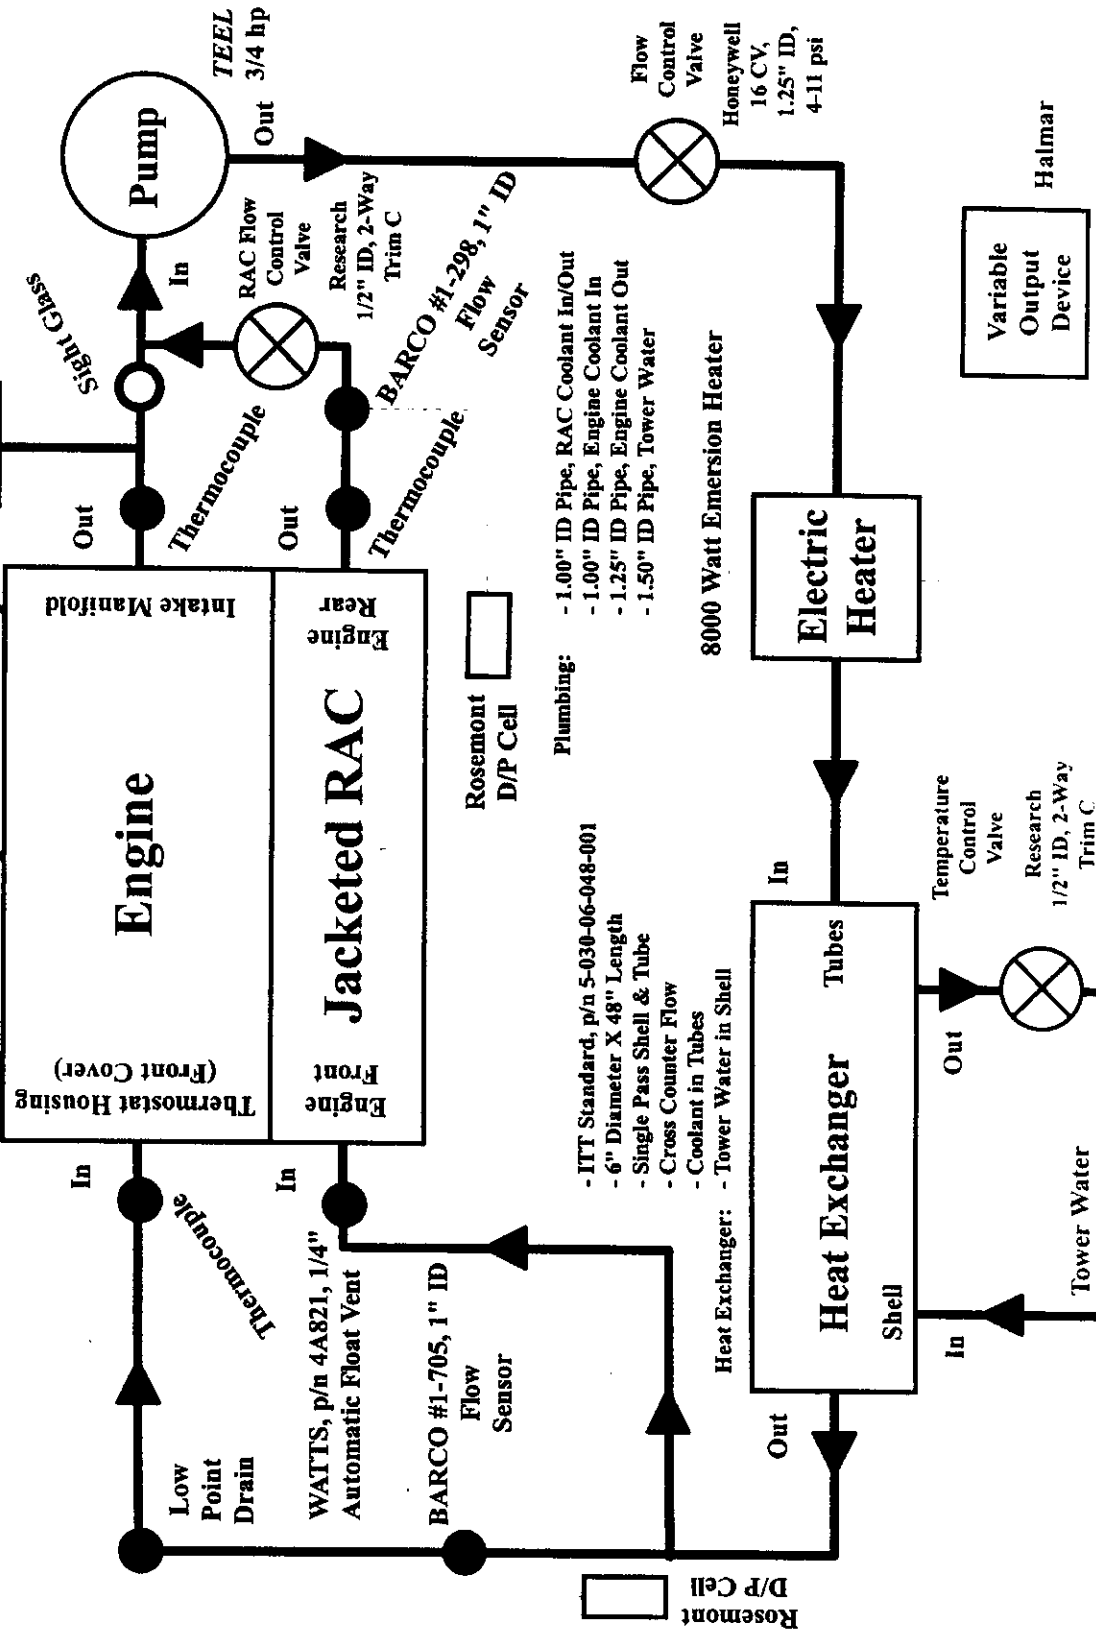 Thermostat Housing
(Front Cover)
Engine
Intake Manifold
Engine
Front
Jacketed RAC
Engine
Rear
In
Thermocouple
Out
Thermocouple
Sight Glass
In
Pump
TEEL
3/4 hp
Out
Low
Point
Drain
In
WATTS, p/n 4A821, 1/4"
Automatic Float Vent
Out
Thermocouple
RAC Flow
Control
Valve
Research
1/2" ID, 2-Way
Trim C
BARCO #1-298, 1" ID
Flow
Sensor
BARCO #1-705, 1" ID
Flow
Sensor
Rosemont
D/P Cell
Rosemont
D/P Cell
Heat Exchanger:
- ITT Standard, p/n 5-030-06-048-001
- 6" Diameter X 48" Length
- Single Pass Shell & Tube
- Cross Counter Flow
- Coolant in Tubes
- Tower Water in Shell
Plumbing:
- 1.00" ID Pipe, RAC Coolant In/Out
- 1.00" ID Pipe, Engine Coolant In
- 1.25" ID Pipe, Engine Coolant Out
- 1.50" ID Pipe, Tower Water
Flow
Control
Valve
Honeywell
16 CV,
1.25" ID,
4-11 psi
8000 Watt Emersion Heater
Out
Heat Exchanger
Shell
Tubes
In
Electric
Heater
In
Out
Temperature
Control
Valve
Research
1/2" ID, 2-Way
Trim C
Tower Water
Variable
Output
Device
Halmar